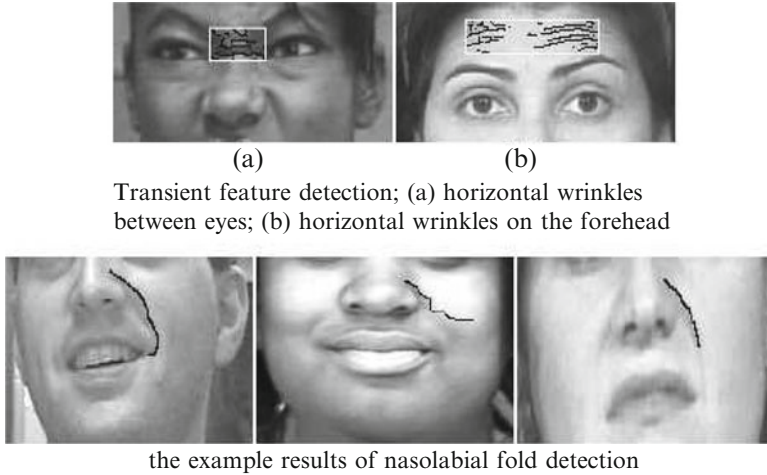 (a)
(b)
Transient feature detection; (a) horizontal wrinkles
between eyes; (b) horizontal wrinkles on the forehead
the example results of nasolabial fold detection